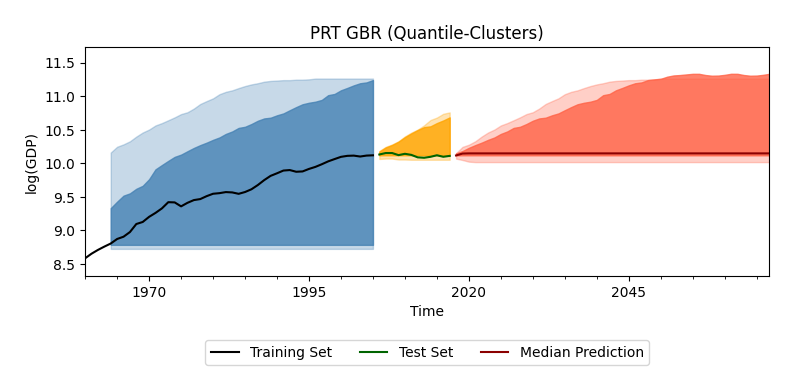 PRT GBR (Quantile-Clusters)
11.5
11.0
10.5
10.0
9.5
9.0
8.5
log(GDP)
1970 1995 2020 2045
Time
Training Set Test Set Median Prediction